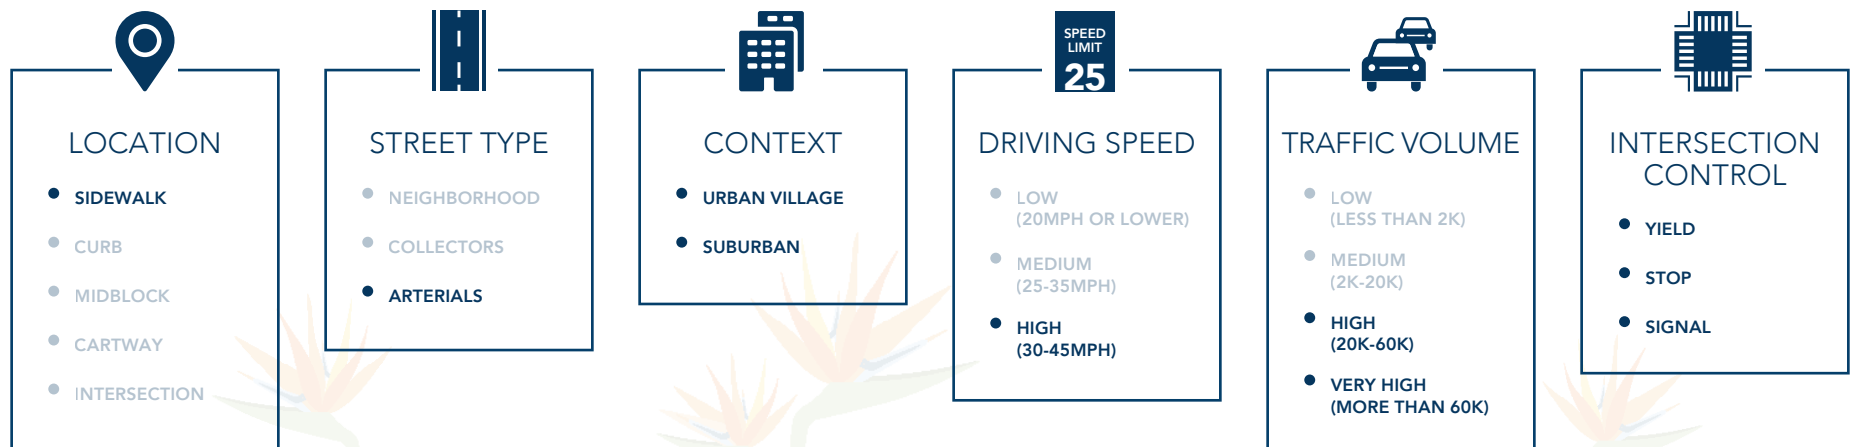 SPEED
LIMIT
25
LOCATION
SIDEWALK
CURB
MIDBLOCK
CARTWAY
INTERSECTION
STREET TYPE
NEIGHBORHOOD
COLLECTORS
ARTERIALS
CONTEXT
URBAN VILLAGE
SUBURBAN
DRIVING SPEED
LOW
(20MPH OR LOWER)
MEDIUM
(25-35MPH)
HIGH
(30-45MPH)
TRAFFIC VOLUME
LOW
(LESS THAN 2K)
MEDIUM
(2K-20K)
HIGH
(20K-60K)
VERY HIGH
(MORE THAN 60K)
INTERSECTION
CONTROL
YIELD
STOP
SIGNAL